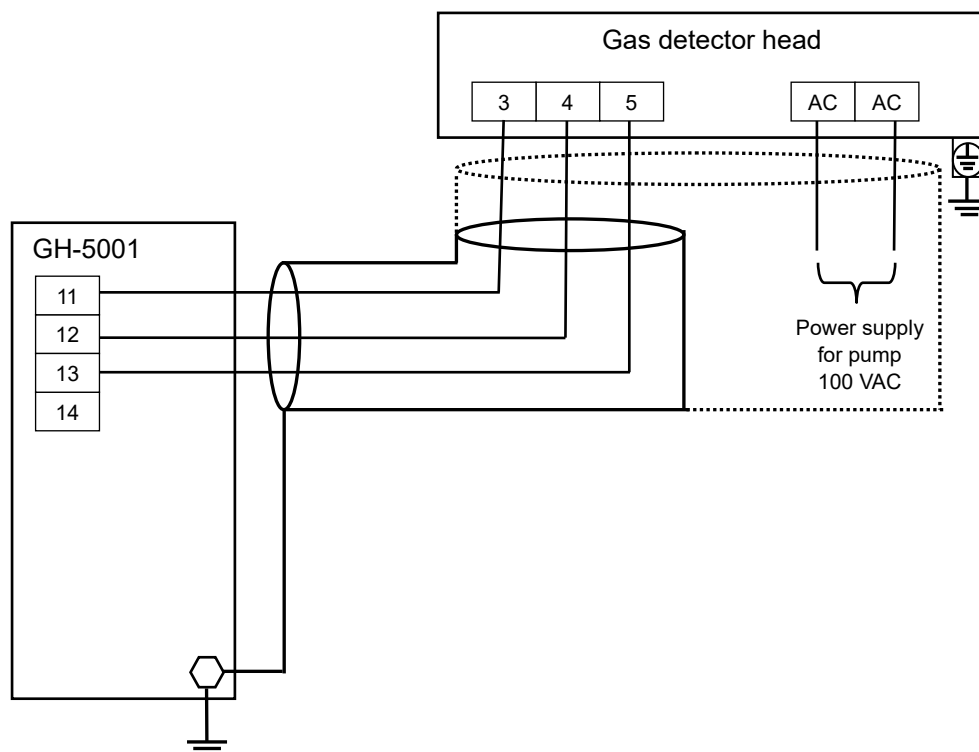 Gas detector head
3 4 5 AC AC
GH-5001
11
12
13
14
Power supply
for pump
100 VAC